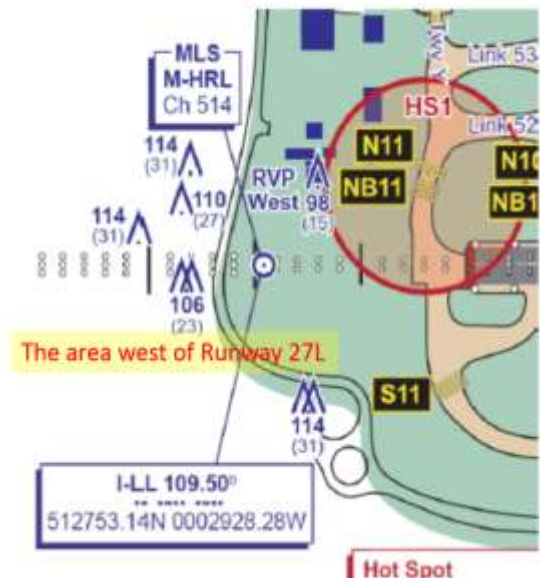 MLS
M-HRL
Ch 514
Twy Y
Link 53
HS1
Link 52
N11
N10
NB11
NB1
114
(31)
110
(27)
RVP
West 98
(15)
114
(31)
106
(23)
The area west of Runway 27L
S11
114
(31)
I-LL 109.50D
512753.14N 0002928.28W
Hot Spot